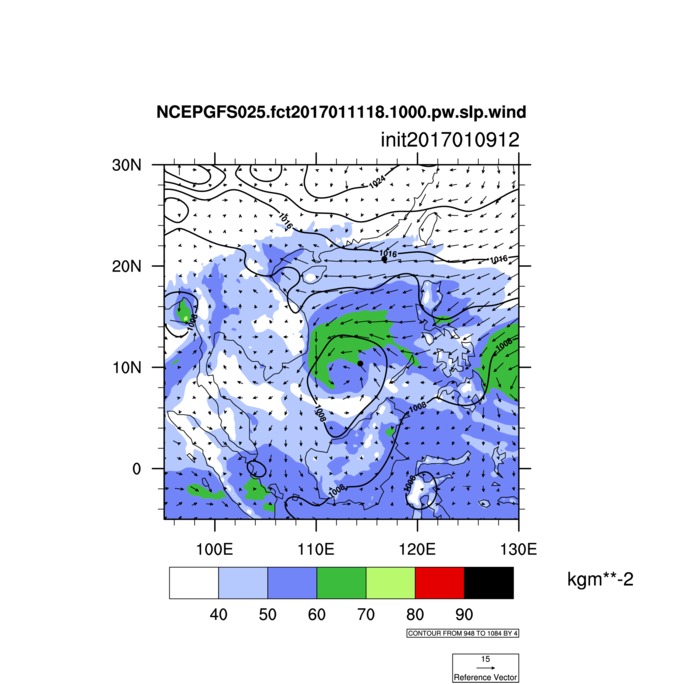 NCEPGFS025.fct2017011118.1000.pw.slp.wind
init2017010912
30N
1024
1016
1016
1016
20N
1008
10N
1008
1008
1008
0
1008
100E 110E 120E 130E
kgm**-2
40 50 60 70 80 90
CONTOUR FROM 948 TO 1084 BY 4
15
Reference Vector